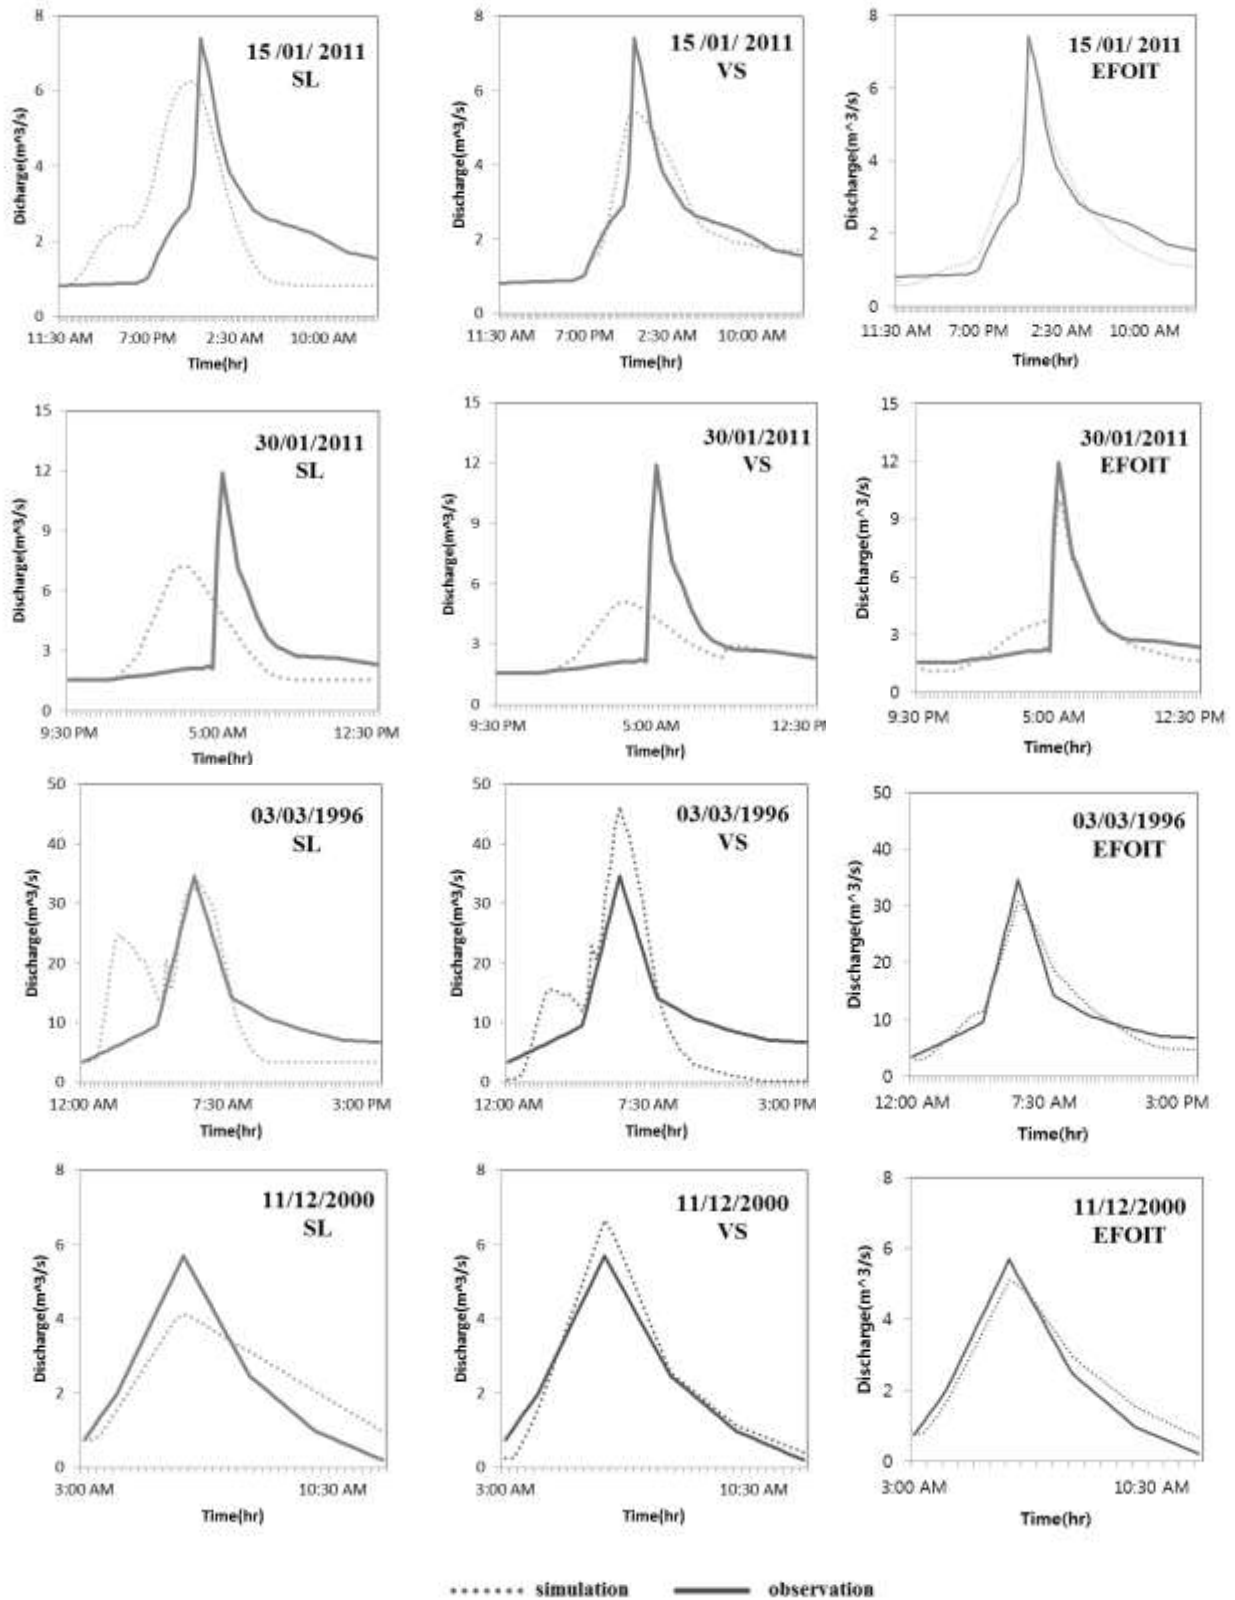 8
6
4
2
0
Dicharge(m^3/s)
15 /01/ 2011
SL
11:30 AM 7:00 PM 2:30 AM 10:00 AM
Time(hr)
8
6
4
2
0
Discharge(m^3/s)
15 /01/ 2011
VS
11:30 AM 7:00 PM 2:30 AM 10:00 AM
Time(hr)
8
6
4
2
0
Discharge(m^3/s)
15 /01/ 2011
EFOIT
11:30 AM 7:00 PM 2:30 AM 10:00 AM
Time(hr)
15
12
9
6
3
0
Discharge(m^3/s)
30/01/2011
SL
9:30 PM 5:00 AM 12:30 PM
Time(hr)
15
12
9
6
3
0
Discharge(m^3/s)
30/01/2011
VS
9:30 PM 5:00 AM 12:30 PM
Time(hr)
15
12
9
6
3
0
Discharge(m^3/s)
30/01/2011
EFOIT
9:30 PM 5:00 AM 12:30 PM
Time(hr)
50
40
30
20
10
0
Discharge(m^3/s)
03/03/1996
SL
12:00 AM 7:30 AM 3:00 PM
Time(hr)
50
40
30
20
10
0
Discharge(m^3/s)
03/03/1996
VS
12:00 AM 7:30 AM 3:00 PM
Time(hr)
50
40
30
20
10
0
Discharge(m^3/s)
03/03/1996
EFOIT
12:00 AM 7:30 AM 3:00 PM
Time(hr)
8
6
4
2
0
Discharge(m^3/s)
11/12/2000
SL
3:00 AM 10:30 AM
Time(hr)
8
6
4
2
0
Discharge(m^3/s)
11/12/2000
VS
3:00 AM 10:30 AM
Time(hr)
8
6
4
2
0
Discharge(m^3/s)
11/12/2000
EFOIT
3:00 AM 10:30 AM
Time(hr)
simulation observation